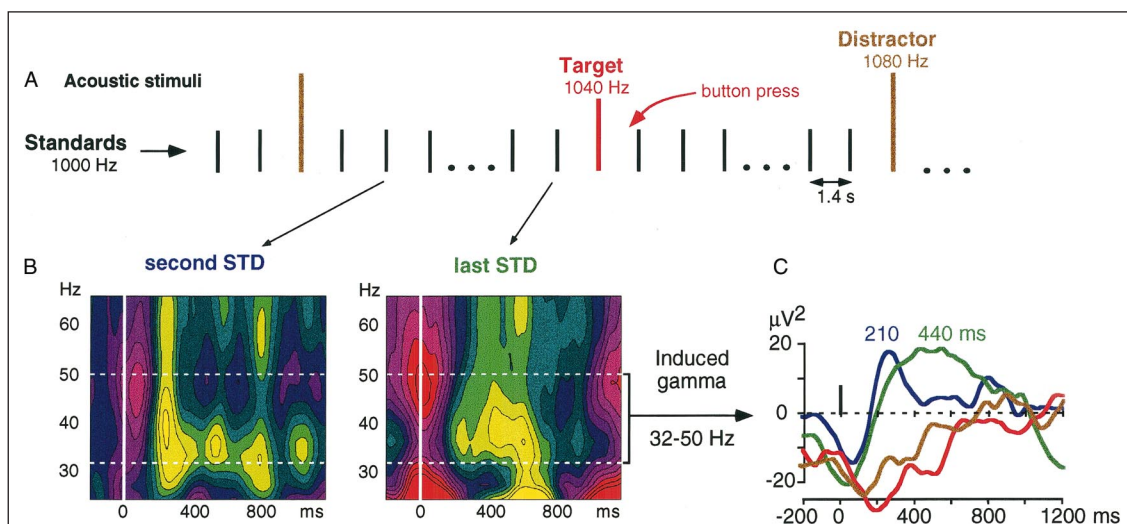 A
Acoustic stimuli
Standards
1000 Hz
Target
1040 Hz
button press
Distractor
1080 Hz
1.4 s
B
second STD
Hz
60
50
40
30
0 400 800 ms
last STD
60
50
40
30
0 400 800 ms
Induced
gamma
32-50 Hz
C
μV2
210 440 ms
20
0
-20
-200 0 400 800 1200
ms